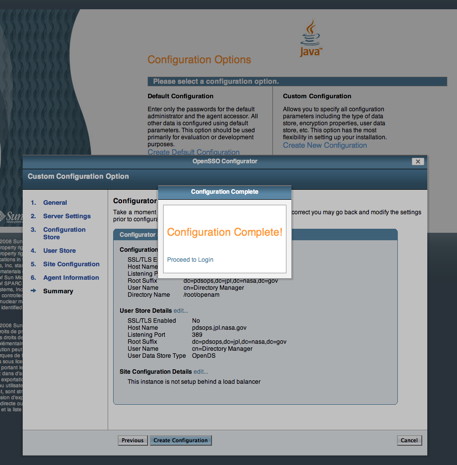 Java™
Configuration Options
Please select a configuration option.
Default Configuration
Enter only the passwords for the default
administrator and the agent accessor. All
other data is configured using default
parameters. This option should be used
primarily for evaluation or development
purposes.
Create Default Configuration
Custom Configuration
Allows you to specify all configuration
parameters including the type of data
store, encryption properties, user data
store, etc. This option has the most
flexibility in setting up your installation.
Create New Configuration
OpenSSO Configurator
Custom Configuration Option
1. General
2. Server Settings
3. Configuration
Store
4. User Store
5. Site Configuration
6. Agent Information
Summary
Configurator
Take a moment
correct you may go back and modify the settings
prior to configu
Configurator
Configuration
SSL/TLS E
Host Name
Listening P
Root Suffix dc=pdsops,dc=jpl,dc=nasa,dc=gov
User Name cn=Directory Manager
Directory Name /root/openam
User Store Details edit...
SSL/TLS Enabled No
Host Name pdsops.jpl.nasa.gov
Listening Port 389
Root Suffix dc=pdsops,dc=jpl,dc=nasa,dc=gov
User Name cn=Directory Manager
User Data Store Type OpenDS
Site Configuration Details edit...
This instance is not setup behind a load balancer
Previous
Create Configuration
Cancel
Configuration Complete
Configuration Complete!
Proceed to Login
Sun